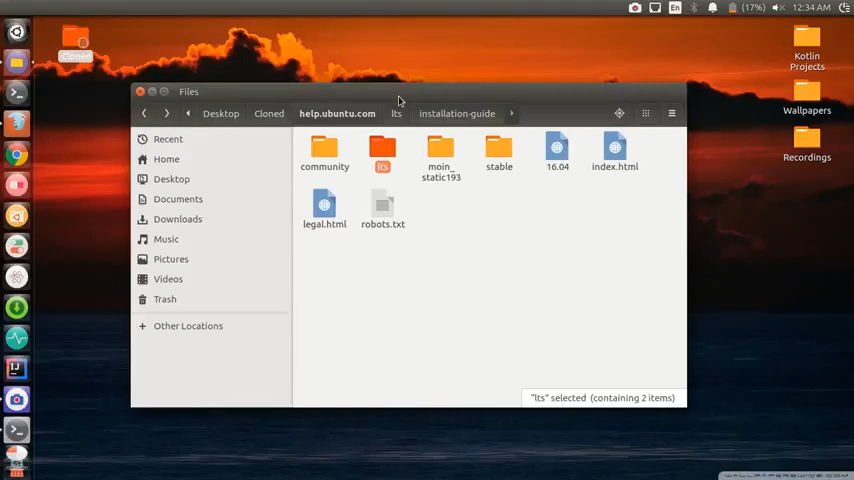 En
(17%)
12:34 AM
Cloned
Kotlin
Projects
Wallpapers
Recordings
Files
Desktop
Cloned
help.ubuntu.com
lts
installation-guide
Recent
Home
Desktop
Documents
Downloads
Music
Pictures
Videos
Trash
+ Other Locations
community
lts
moin_
static193
stable
16.04
index.html
legal.html
robots.txt
"lts" selected (containing 2 items)